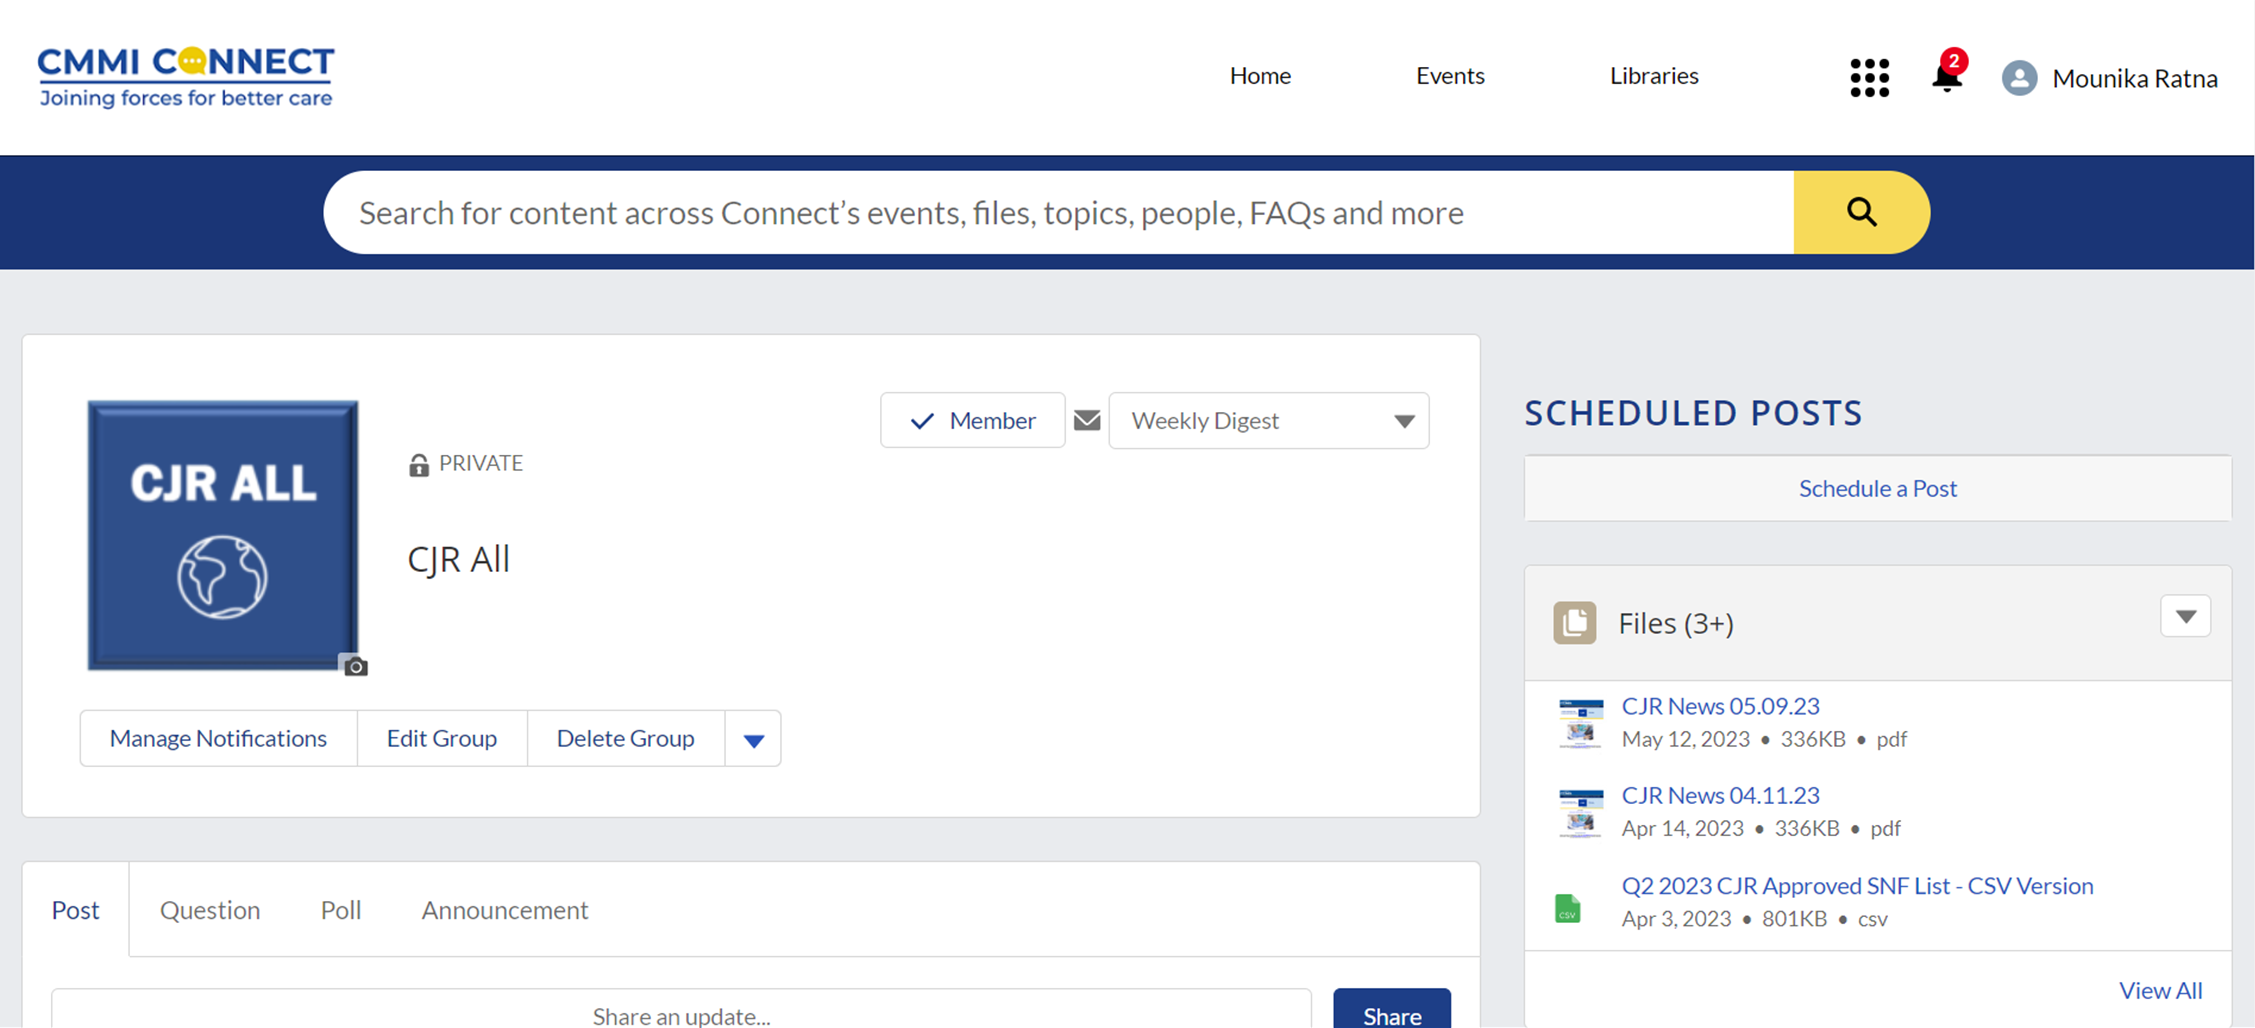 CMMI CONNECT
Joining forces for better care
Home
Events
Libraries
2
Mounika Ratna
Search for content across Connect’s events, files, topics, people, FAQs and more
CJR ALL
PRIVATE
CJR All
Member
Weekly Digest
Manage Notifications
Edit Group
Delete Group
Post
Question
Poll
Announcement
Share an update...
Share
SCHEDULED POSTS
Schedule a Post
Files (3+)
CJR News 05.09.23
May 12, 2023 • 336KB • pdf
CJR News 04.11.23
Apr 14, 2023 • 336KB • pdf
CSV
Q2 2023 CJR Approved SNF List - CSV Version
Apr 3, 2023 • 801KB • csv
View All